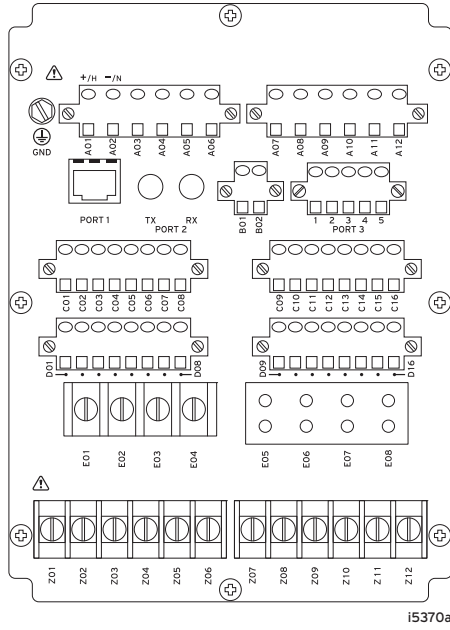 +/H –/N
GND
A01 A02 A03 A04 A05 A06
A07 A08 A09 A10 A11 A12
PORT 1
TX RX
PORT 2
B01 B02
1 2 3 4 5
PORT 3
C01 C02 C03 C04 C05 C06 C07 C08
C09 C10 C11 C12 C13 C14 C15 C16
D01 D08
D09 D16
E01 E02 E03 E04
E05 E06 E07 E08
Z01 Z02 Z03 Z04 Z05 Z06
Z07 Z08 Z09 Z10 Z11 Z12
i5370a